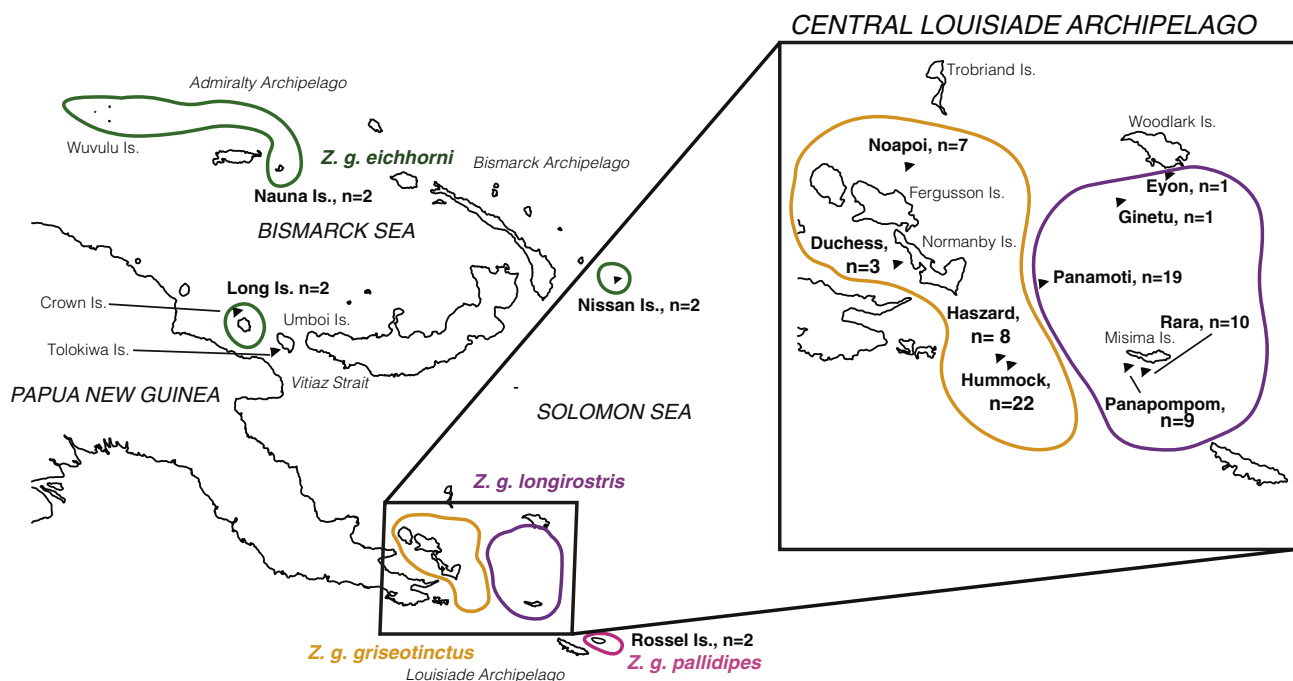 CENTRAL LOUISIADE ARCHIPELAGO
Admiralty Archipelago
Wuvulu Is.
Z. g. eichhorni
Nauna Is., n=2
Bismarck Archipelago
BISMARCK SEA
Long Is. n=2
Crown Is.
Umboi Is.
Tolokiwa Is.
Vitiaz Strait
Nissan Is., n=2
PAPUA NEW GUINEA
SOLOMON SEA
Z. g. longirostris
Z. g. griseotinctus
Louisiade Archipelago
Rossel Is., n=2
Z. g. pallidipes
Trobriand Is.
Woodlark Is.
Noapoi, n=7
Eyon, n=1
Fergusson Is.
Ginetu, n=1
Duchess,
n=3
Normanby Is.
Panamoti, n=19
Haszard,
n= 8
Rara, n=10
Misima Is.
Hummock,
n=22
Panapompom,
n=9